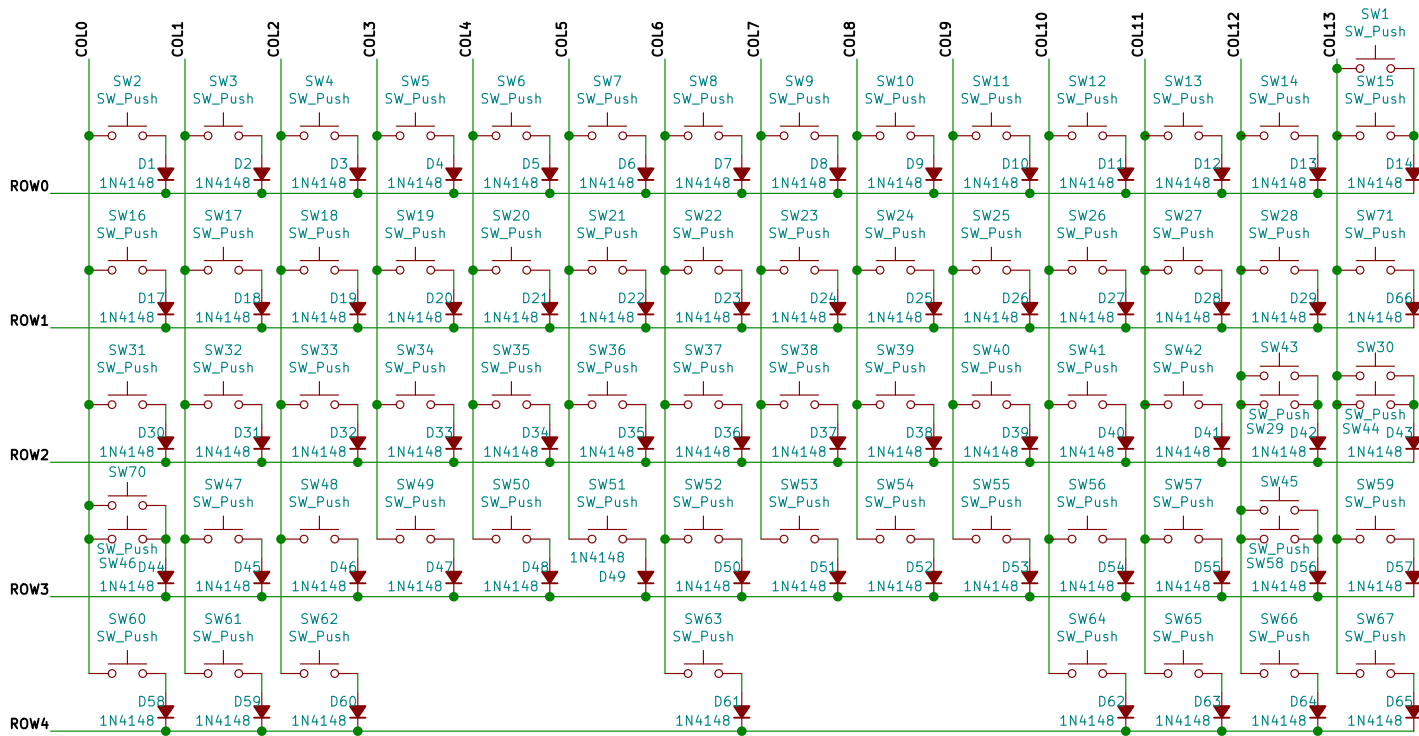 COL0 COL1 COL2 COL3 COL4 COL5 COL6 COL7 COL8 COL9 COL10 COL11 COL12 COL13
SW1
SW_Push
SW2 SW3 SW4 SW5 SW6 SW7 SW8 SW9 SW10 SW11 SW12 SW13 SW14 SW15
SW_Push SW_Push SW_Push SW_Push SW_Push SW_Push SW_Push SW_Push SW_Push SW_Push SW_Push SW_Push SW_Push SW_Push
D1 D2 D3 D4 D5 D6 D7 D8 D9 D10 D11 D12 D13 D14
ROW0 1N4148 1N4148 1N4148 1N4148 1N4148 1N4148 1N4148 1N4148 1N4148 1N4148 1N4148 1N4148 1N4148 1N4148
SW16 SW17 SW18 SW19 SW20 SW21 SW22 SW23 SW24 SW25 SW26 SW27 SW28 SW71
SW_Push SW_Push SW_Push SW_Push SW_Push SW_Push SW_Push SW_Push SW_Push SW_Push SW_Push SW_Push SW_Push SW_Push
D17 D18 D19 D20 D21 D22 D23 D24 D25 D26 D27 D28 D29 D66
ROW1 1N4148 1N4148 1N4148 1N4148 1N4148 1N4148 1N4148 1N4148 1N4148 1N4148 1N4148 1N4148 1N4148 1N4148
SW31 SW32 SW33 SW34 SW35 SW36 SW37 SW38 SW39 SW40 SW41 SW42 SW43 SW30
SW_Push SW_Push SW_Push SW_Push SW_Push SW_Push SW_Push SW_Push SW_Push SW_Push SW_Push SW_Push
SW_Push SW_Push
SW29 SW44
D30 D31 D32 D33 D34 D35 D36 D37 D38 D39 D40 D41 D42 D43
ROW2 1N4148 1N4148 1N4148 1N4148 1N4148 1N4148 1N4148 1N4148 1N4148 1N4148 1N4148 1N4148 1N4148 1N4148
SW70 SW47 SW48 SW49 SW50 SW51 SW52 SW53 SW54 SW55 SW56 SW57 SW45 SW59
SW_Push SW_Push SW_Push SW_Push SW_Push SW_Push SW_Push SW_Push SW_Push SW_Push SW_Push SW_Push
SW_Push 1N4148 SW_Push
SW46 SW58
D44 D45 D46 D47 D48 D49 D50 D51 D52 D53 D54 D55 D56 D57
ROW3 1N4148 1N4148 1N4148 1N4148 1N4148 1N4148 1N4148 1N4148 1N4148 1N4148 1N4148 1N4148 1N4148
SW60 SW61 SW62 SW63 SW64 SW65 SW66 SW67
SW_Push SW_Push SW_Push SW_Push SW_Push SW_Push SW_Push SW_Push
D58 D59 D60 D61 D62 D63 D64 D65
ROW4 1N4148 1N4148 1N4148 1N4148 1N4148 1N4148 1N4148 1N4148